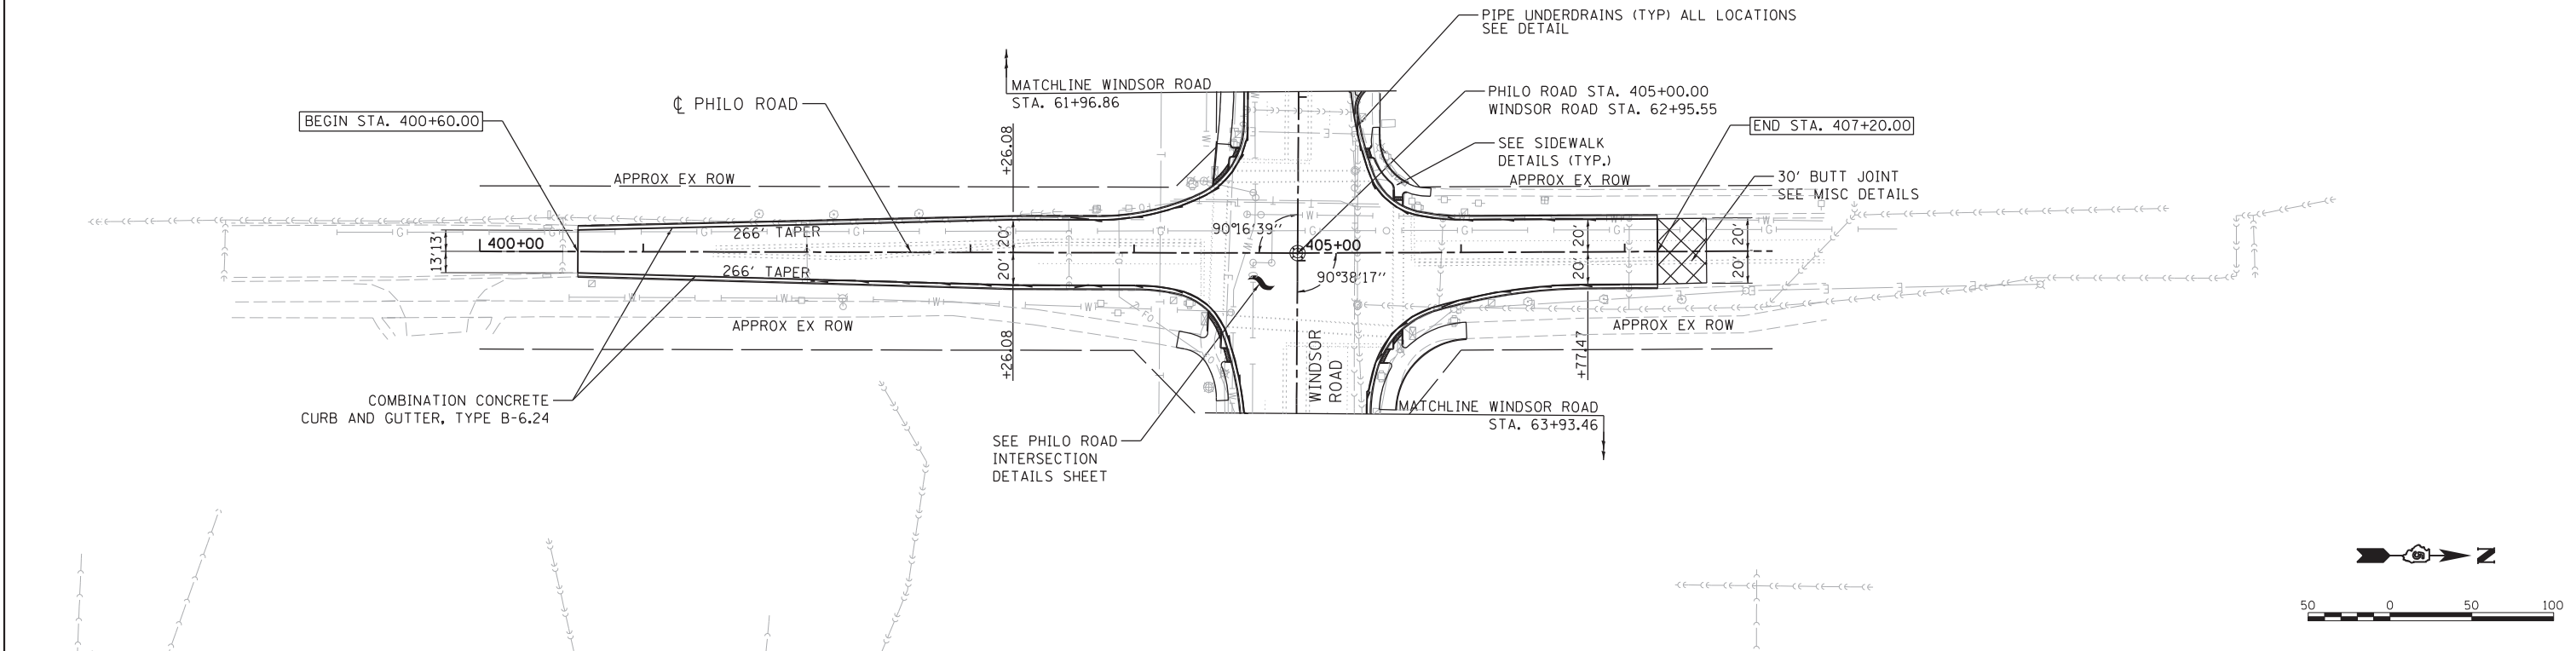 PIPE UNDERDRAINS (TYP) ALL LOCATIONS
SEE DETAIL
MATCHLINE WINDSOR ROAD
STA. 61+96.86
℄ PHILO ROAD
BEGIN STA. 400+60.00
PHILO ROAD STA. 405+00.00
WINDSOR ROAD STA. 62+95.55
END STA. 407+20.00
SEE SIDEWALK
DETAILS (TYP.)
+26.08
APPROX EX ROW
APPROX EX ROW
30' BUTT JOINT
SEE MISC DETAILS
266' TAPER
13'
13'
400+00
20'
20'
90°16'39''
405+00
20'
20'
20'
20'
266' TAPER
90°38'17''
APPROX EX ROW
APPROX EX ROW
+26.08
WINDSOR
ROAD
+77.47
COMBINATION CONCRETE
CURB AND GUTTER, TYPE B-6.24
MATCHLINE WINDSOR ROAD
STA. 63+93.46
SEE PHILO ROAD
INTERSECTION
DETAILS SHEET
N
50 0 50 100